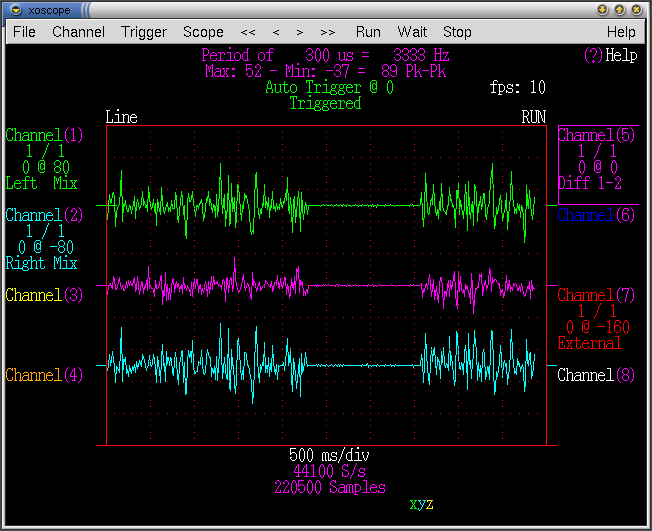 xoscope
File Channel Trigger Scope << < > >> Run Wait Stop Help
Period of 300 us = 3333 Hz (?)Help
Max: 52 - Min: -37 = 89 Pk-Pk
Auto Trigger @ 0 fps: 10
Triggered
Line RUN
Channel(1)
1 / 1
0 @ 80
Left Mix
Channel(2)
1 / 1
0 @ -80
Right Mix
Channel(3)
Channel(4)
Channel(5)
1 / 1
0 @ 0
Diff 1-2
Channel(6)
Channel(7)
1 / 1
0 @ -160
External
Channel(8)
500 ms/div
44100 S/s
220500 Samples
xyz